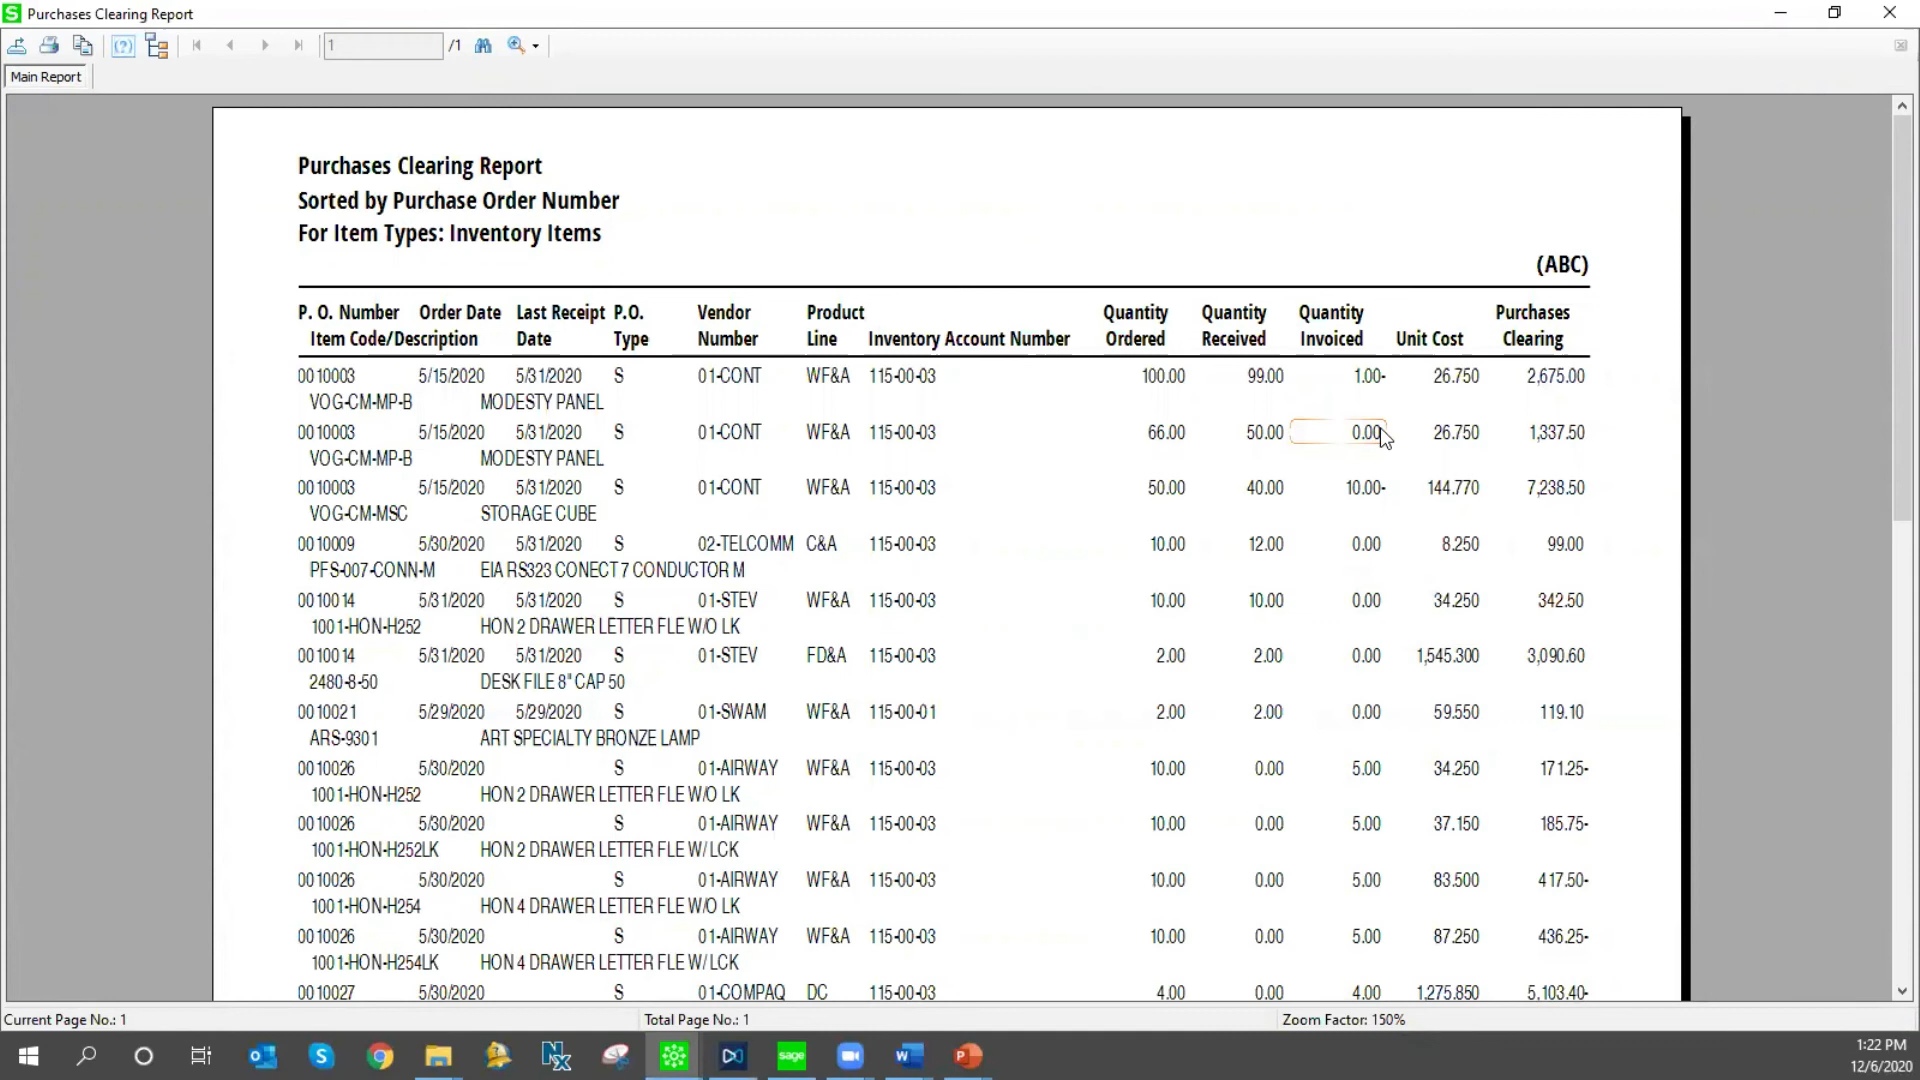 Purchases Clearing Report
1 /1
Main Report
Purchases Clearing Report
Sorted by Purchase Order Number
For Item Types: Inventory Items
(ABC)
P. O. Number Order Date Last Receipt P.O. Vendor Product Quantity Quantity Quantity Purchases
Item Code/Description Date Type Number Line Inventory Account Number Ordered Received Invoiced Unit Cost Clearing
0010003 5/15/2020 5/31/2020 S 01-CONT WF&A 115-00-03 100.00 99.00 1.00- 26.750 2,675.00
VOG-CM-MP-B MODESTY PANEL
0010003 5/15/2020 5/31/2020 S 01-CONT WF&A 115-00-03 66.00 50.00 0.00 26.750 1,337.50
VOG-CM-MP-B MODESTY PANEL
0010003 5/15/2020 5/31/2020 S 01-CONT WF&A 115-00-03 50.00 40.00 10.00- 144.770 7,238.50
VOG-CM-MSC STORAGE CUBE
0010009 5/30/2020 5/31/2020 S 02-TELCOMM C&A 115-00-03 10.00 12.00 0.00 8.250 99.00
PFS-007-CONN-M EIA RS323 CONECT 7 CONDUCTOR M
0010014 5/31/2020 5/31/2020 S 01-STEV WF&A 115-00-03 10.00 10.00 0.00 34.250 342.50
1001-HON-H252 HON 2 DRAWER LETTER FLE W/O LK
0010014 5/31/2020 5/31/2020 S 01-STEV FD&A 115-00-03 2.00 2.00 0.00 1,545.300 3,090.60
2480-8-50 DESK FILE 8" CAP 50
0010021 5/29/2020 5/29/2020 S 01-SWAM WF&A 115-00-01 2.00 2.00 0.00 59.550 119.10
ARS-9301 ART SPECIALTY BRONZE LAMP
0010026 5/30/2020 S 01-AIRWAY WF&A 115-00-03 10.00 0.00 5.00 34.250 171.25-
1001-HON-H252 HON 2 DRAWER LETTER FLE W/O LK
0010026 5/30/2020 S 01-AIRWAY WF&A 115-00-03 10.00 0.00 5.00 37.150 185.75-
1001-HON-H252LK HON 2 DRAWER LETTER FLE W/ LCK
0010026 5/30/2020 S 01-AIRWAY WF&A 115-00-03 10.00 0.00 5.00 83.500 417.50-
1001-HON-H254 HON 4 DRAWER LETTER FLE W/O LK
0010026 5/30/2020 S 01-AIRWAY WF&A 115-00-03 10.00 0.00 5.00 87.250 436.25-
1001-HON-H254LK HON 4 DRAWER LETTER FLE W/ LCK
0010027 5/30/2020 S 01-COMPAQ DC 115-00-03 4.00 0.00 4.00 1,275.850 5,103.40-
Current Page No.: 1 Total Page No.: 1 Zoom Factor: 150%
sage
1:22 PM
12/6/2020